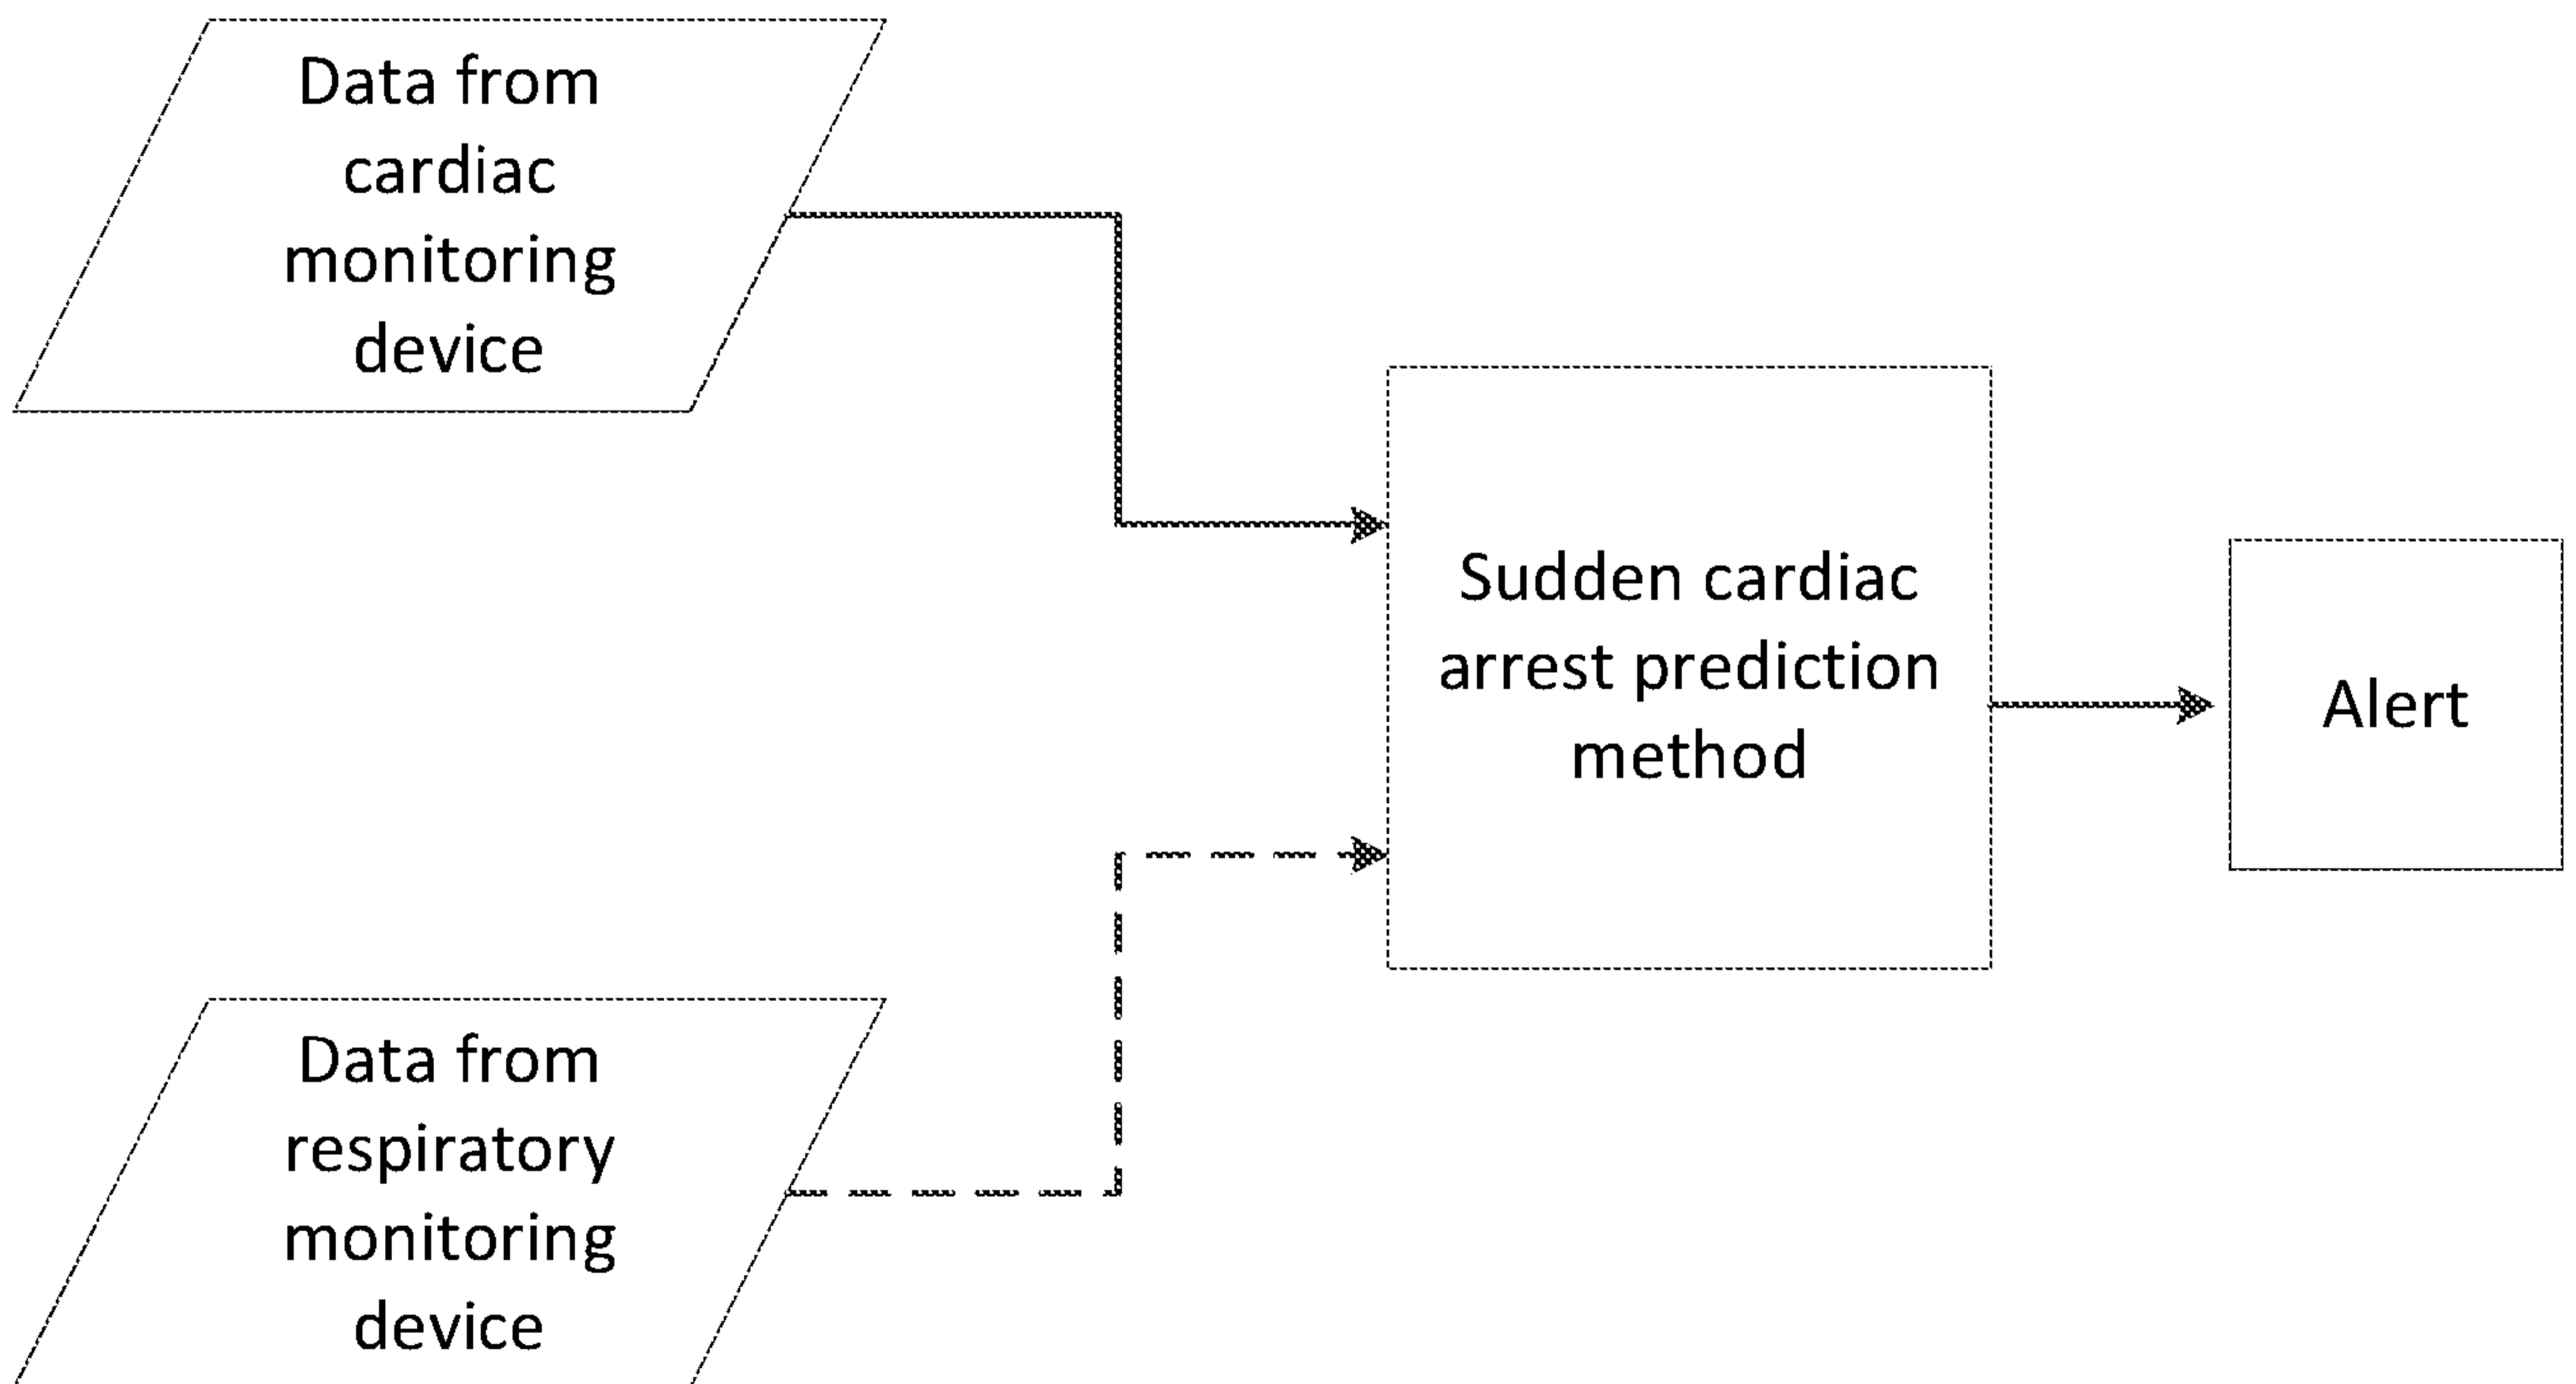 Data from
cardiac
monitoring
device
Sudden cardiac
arrest prediction
method
Alert
Data from
respiratory
monitoring
device